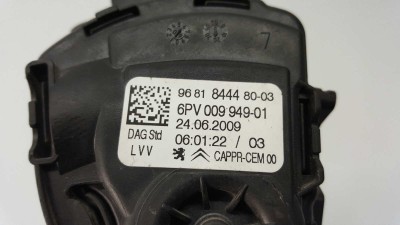 7
96 81 8444 80-03
6PV 009 949-01
24.06.2009
DAG Std
06:01:22 / 03
LVV
CAPPR-CEM 00